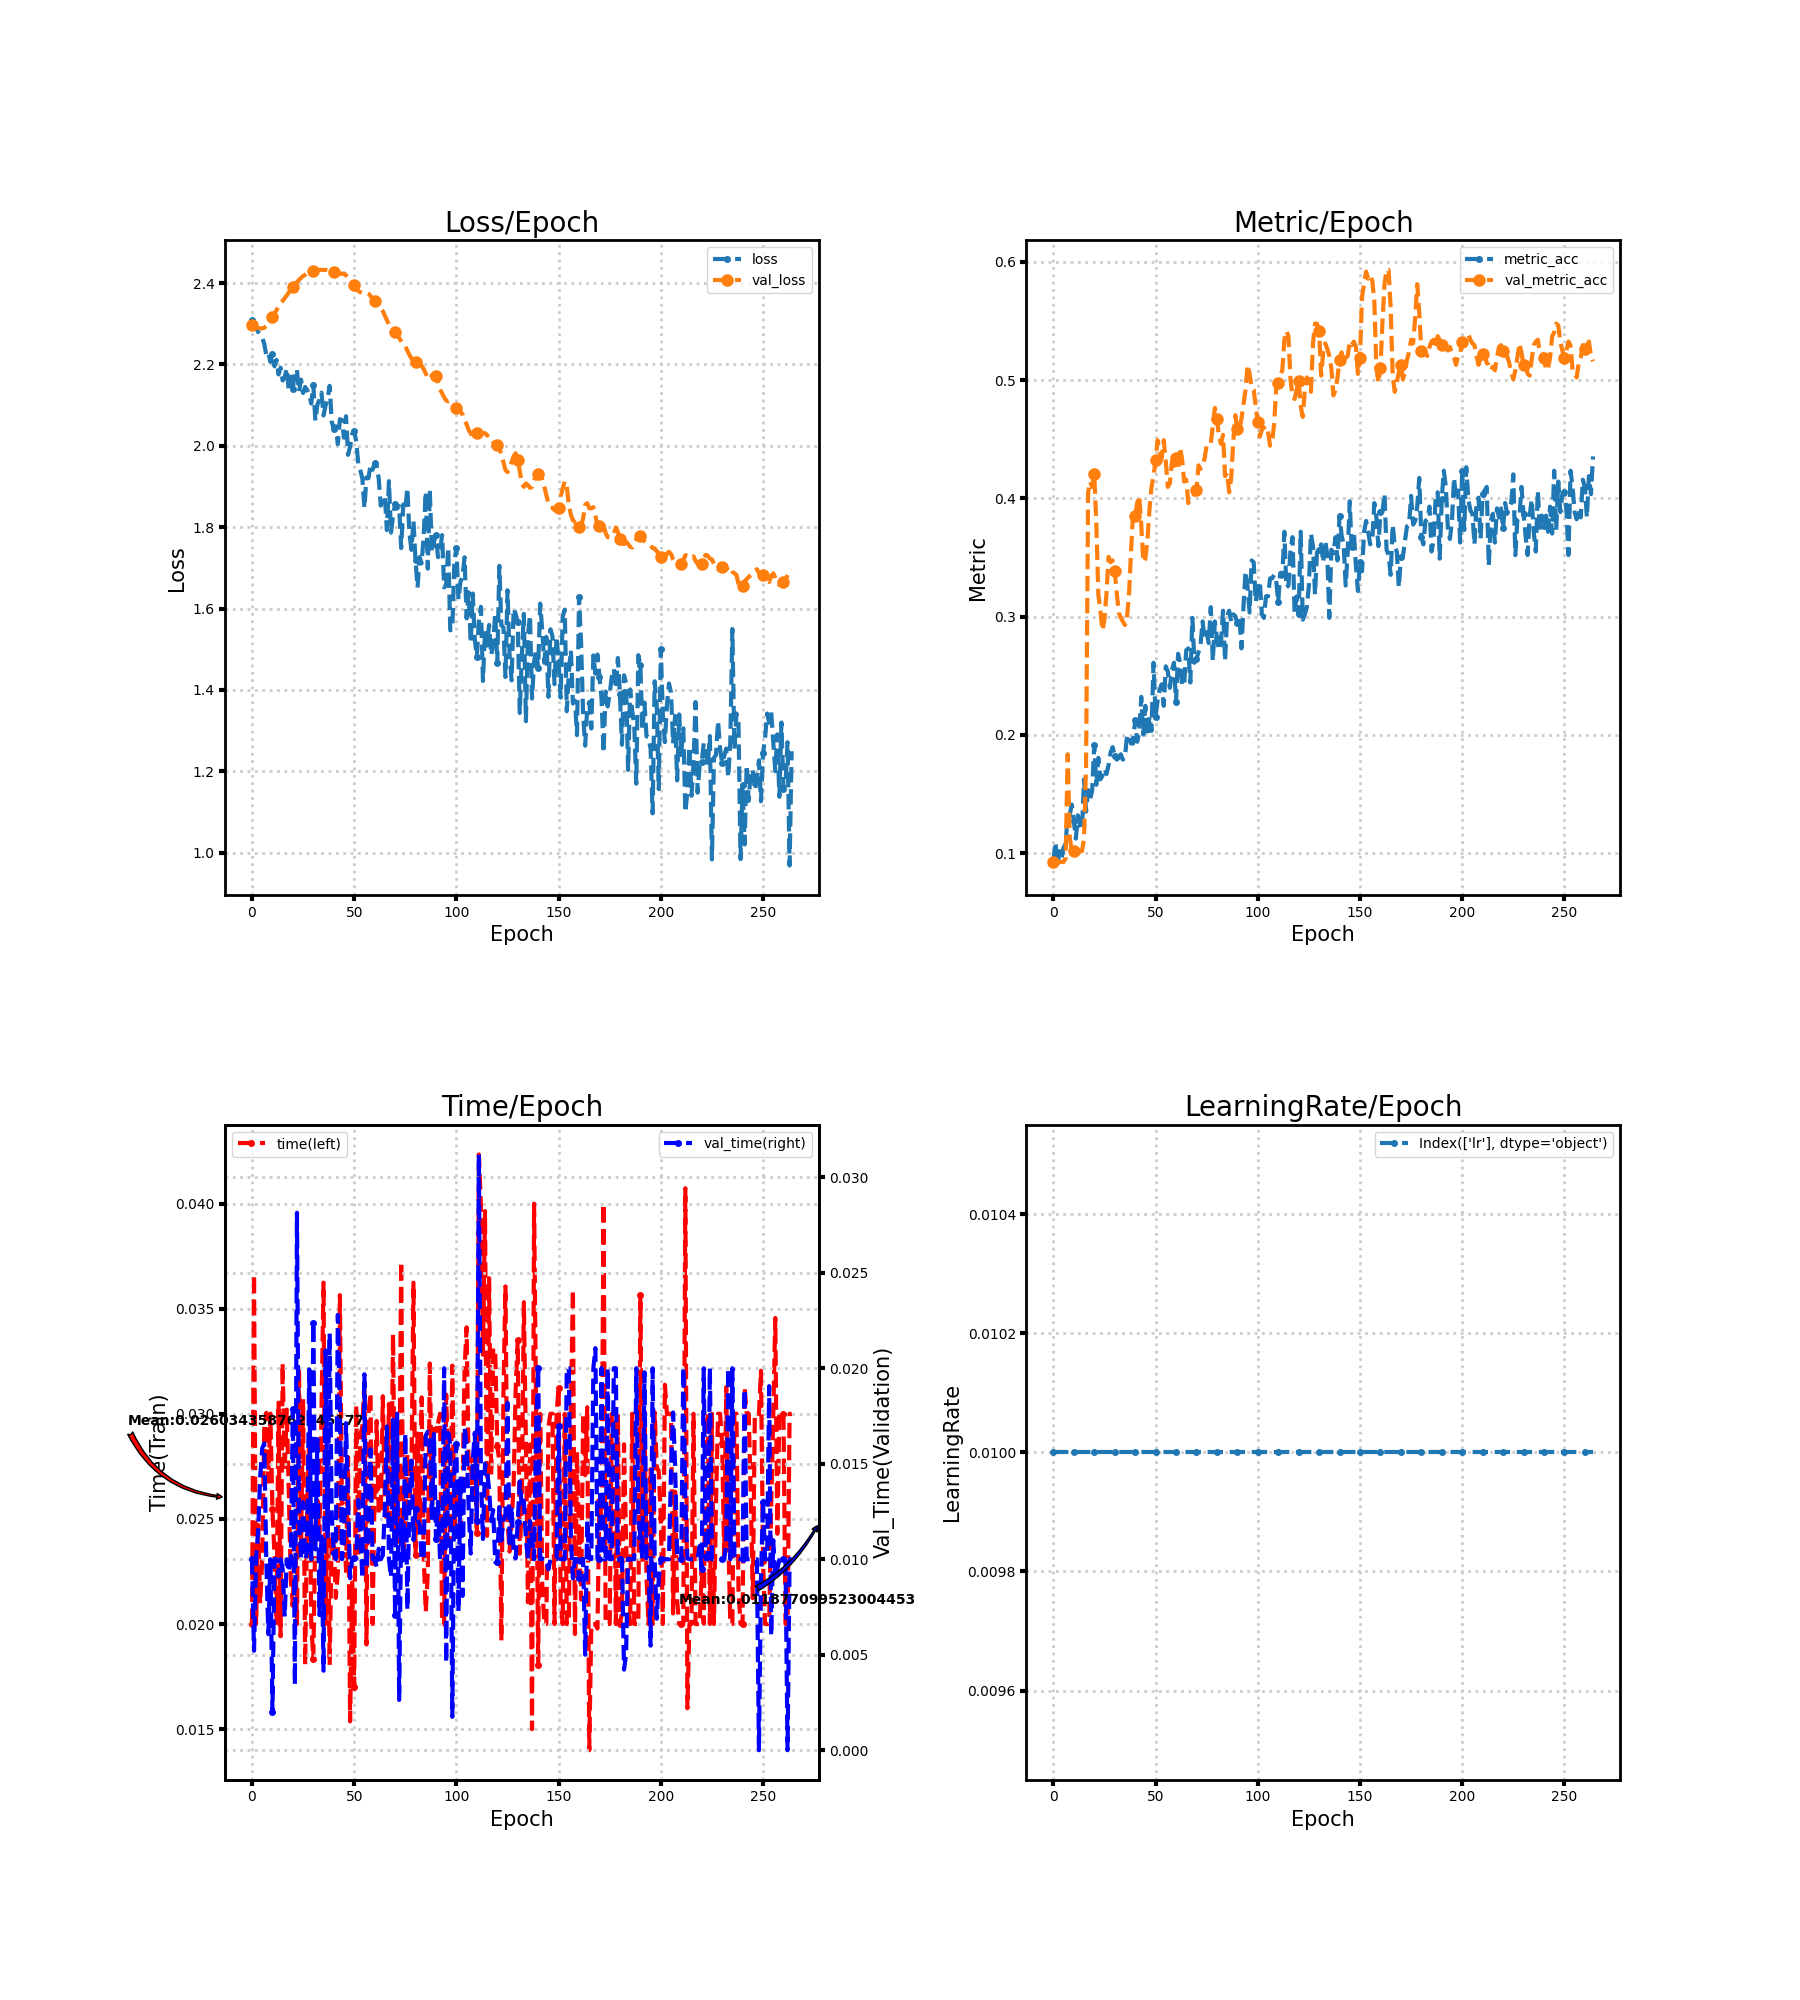 Loss/Epoch
loss
val_loss
2.4
2.2
2.0
1.8
1.6
1.4
1.2
1.0
Loss
0 50 100 150 200 250
Epoch
Metric/Epoch
metric_acc
val_metric_acc
0.6
0.5
0.4
0.3
0.2
0.1
Metric
0 50 100 150 200 250
Epoch
Time/Epoch
time(left)
val_time(right)
0.040
0.035
0.030
0.025
0.020
0.015
Time(Train)
0.030
0.025
0.020
0.015
0.010
0.005
0.000
Val_Time(Validation)
Mean:0.011377099523004453
0 50 100 150 200 250
Epoch
LearningRate/Epoch
Index(['lr'], dtype='object')
0.0104
0.0102
0.0100
0.0098
0.0096
LearningRate
0 50 100 150 200 250
Epoch